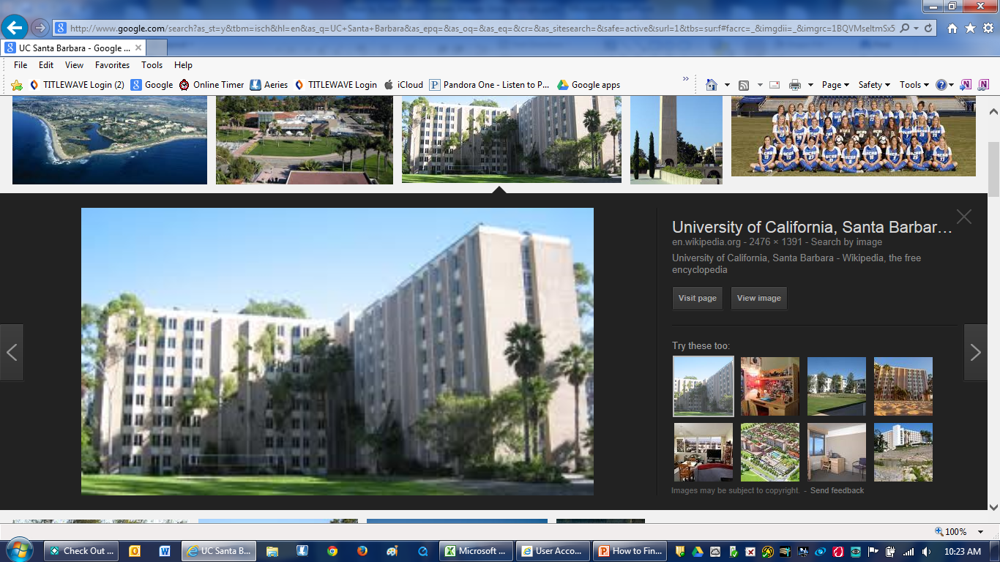 http://www.google.com/search?as_st=y&tbm=isch&hl=en&as_q=UC+Santa+Barbara&as_epq=&as_oq=&as_eq=&cr=&as_sitesearch=&safe=active&surl=1&tbs=sur:f#facrc=_&imgdii=_&imgrc=1BQVMseltmSx5
UC Santa Barbara - Google ...
File Edit View Favorites Tools Help
TITLEWAVE Login (2) Google Online Timer Aeries TITLEWAVE Login iCloud Pandora One - Listen to P... Google apps Page Safety Tools
University of California, Santa Barbar…
en.wikipedia.org - 2476 × 1391 - Search by image
University of California, Santa Barbara - Wikipedia, the free
encyclopedia
Visit page View image
Try these too:
Images may be subject to copyright. - Send feedback
100%
Check Out ... UC Santa B... Microsoft ... User Acco... How to Fin... 10:23 AM